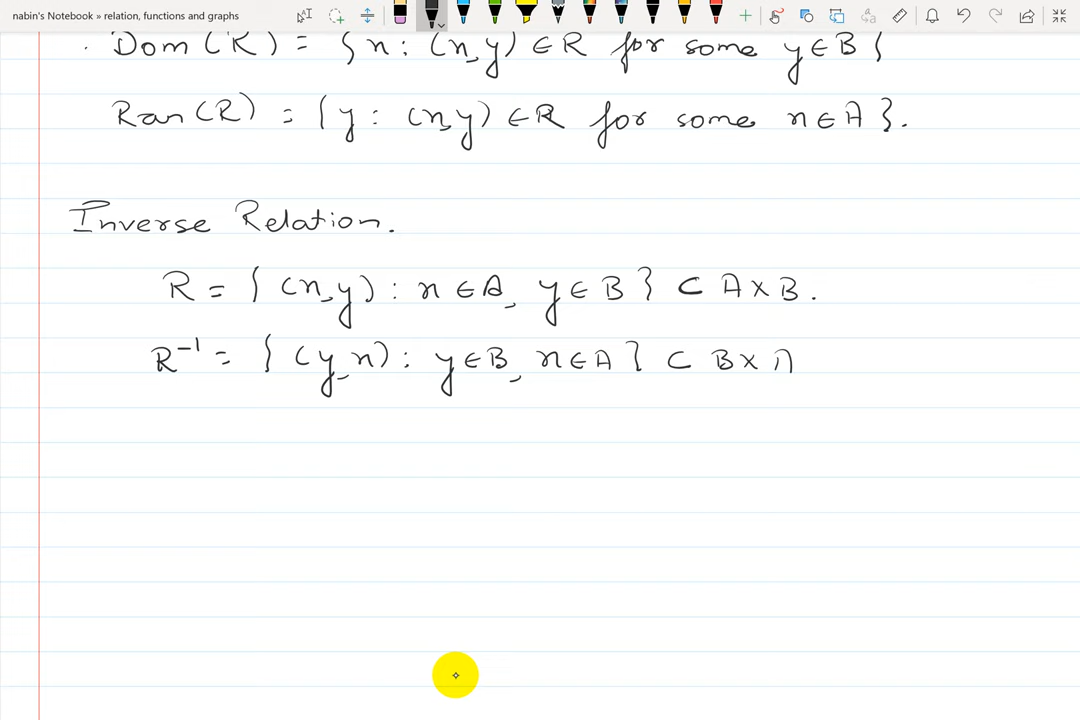 nabin's Notebook » relation, functions and graphs
Dom (R) = { x : (x, y) ∈ R for some y ∈ B {
Ran (R) = { y : (x, y) ∈ R for some x ∈ A }.
Inverse Relation.
R = { (x, y) : x ∈ A, y ∈ B } ⊂ A × B.
R⁻¹ = { (y, x) : y ∈ B, x ∈ A } ⊂ B × A